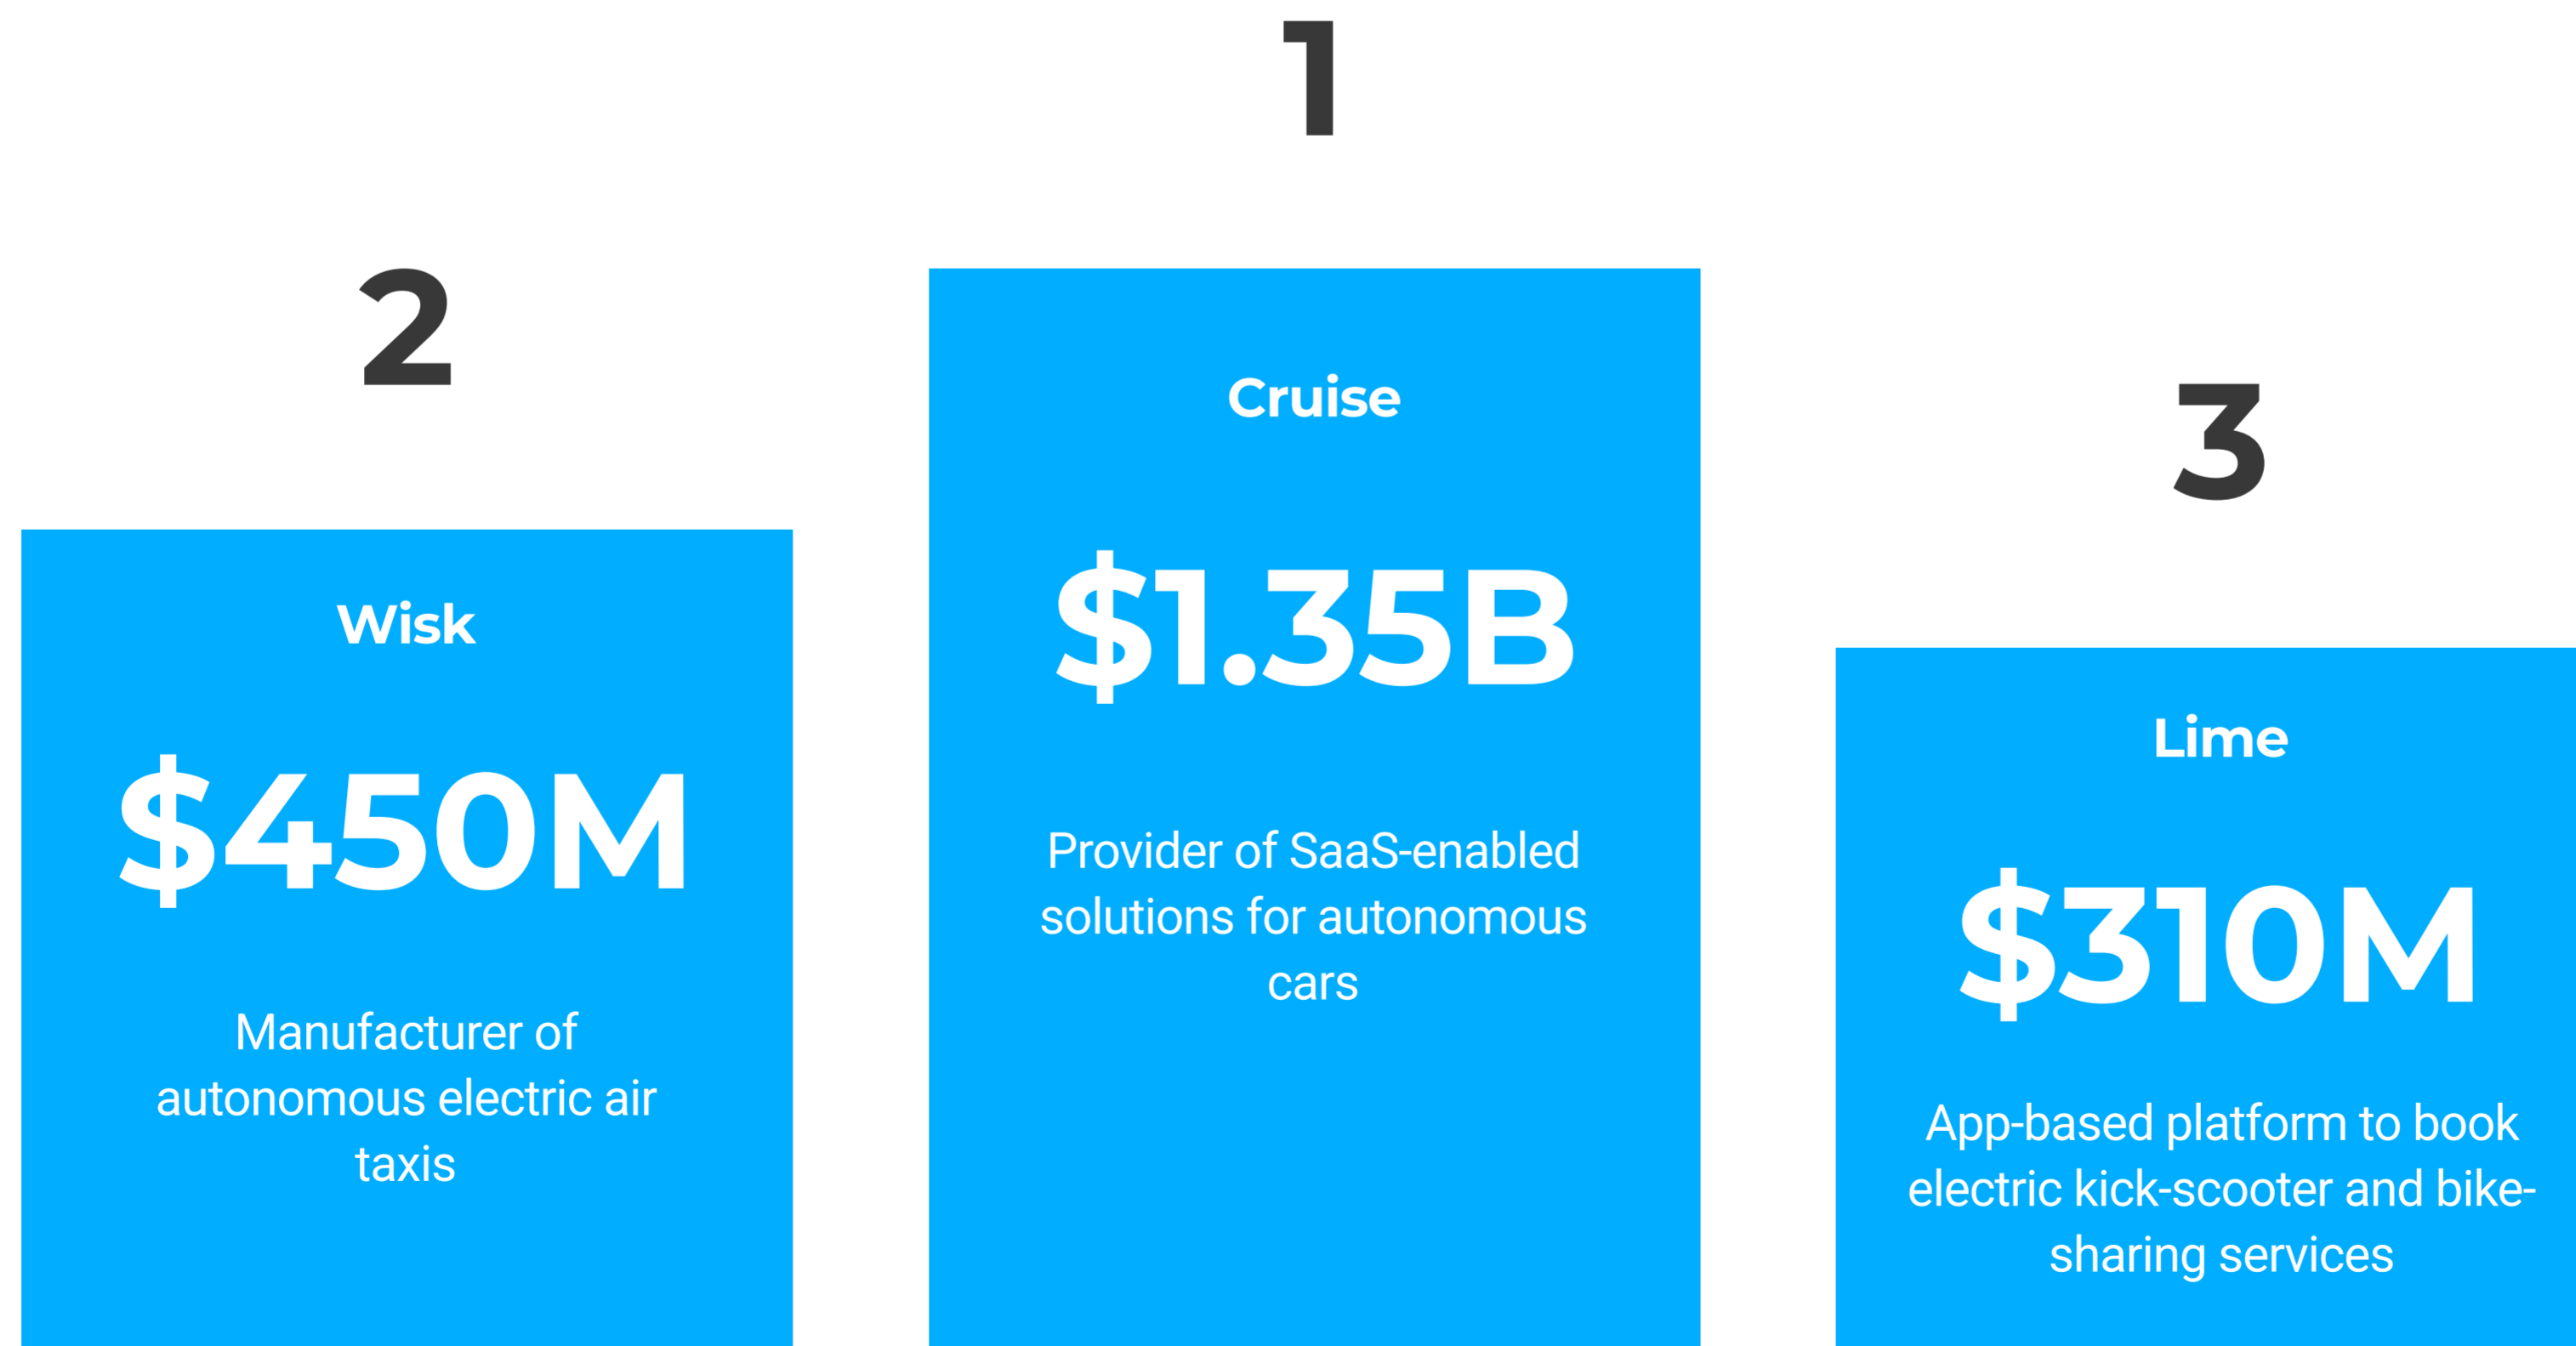 1
2
3
Wisk
$450M
Manufacturer of
autonomous electric air
taxis
Cruise
$1.35B
Provider of SaaS-enabled
solutions for autonomous
cars
Lime
$310M
App-based platform to book
electric kick-scooter and bike-
sharing services